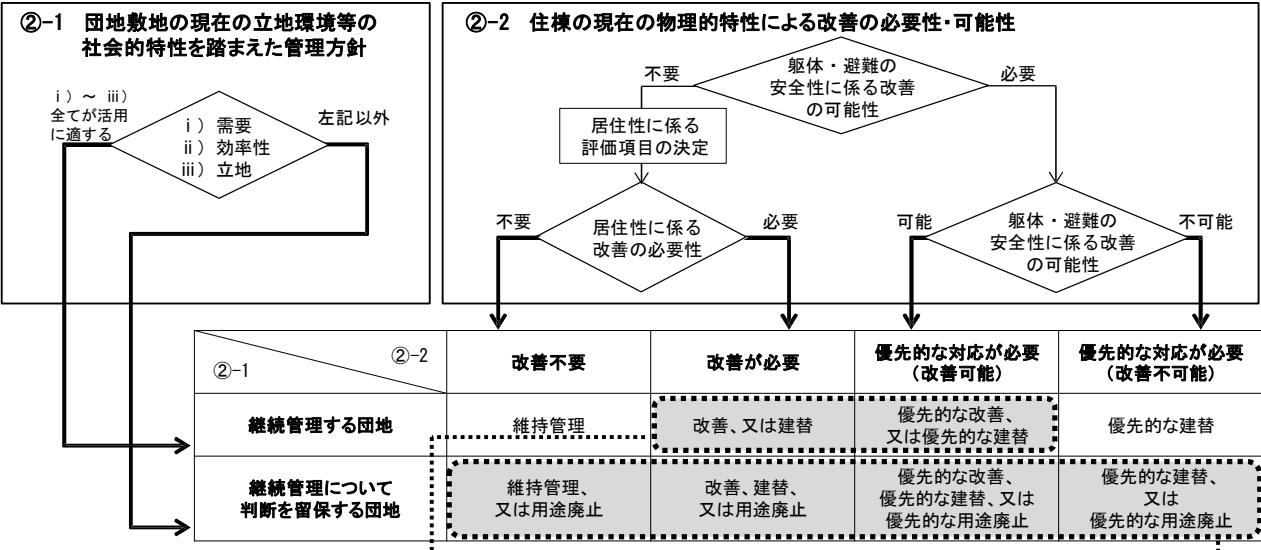 ②-1 団地敷地の現在の立地環境等の
社会的特性を踏まえた管理方針
ⅰ)~ⅲ)
全てが活用
に適する
ⅰ)需要
ⅱ)効率性
ⅲ)立地
左記以外
②-2 住棟の現在の物理的特性による改善の必要性・可能性
不要
躯体・避難の
安全性に係る改善
の可能性
必要
居住性に係る
評価項目の決定
不要
居住性に係る
改善の必要性
必要
可能
躯体・避難の
安全性に係る改善
の可能性
不可能
②-2
②-1
改善不要
改善が必要
優先的な対応が必要
(改善可能)
優先的な対応が必要
(改善不可能)
継続管理する団地
維持管理
改善、又は建替
優先的な改善、
又は優先的な建替
優先的な建替
継続管理について
判断を留保する団地
維持管理、
又は用途廃止
改善、建替、
又は用途廃止
優先的な改善、
優先的な建替、又は
優先的な用途廃止
優先的な建替、
又は
優先的な用途廃止